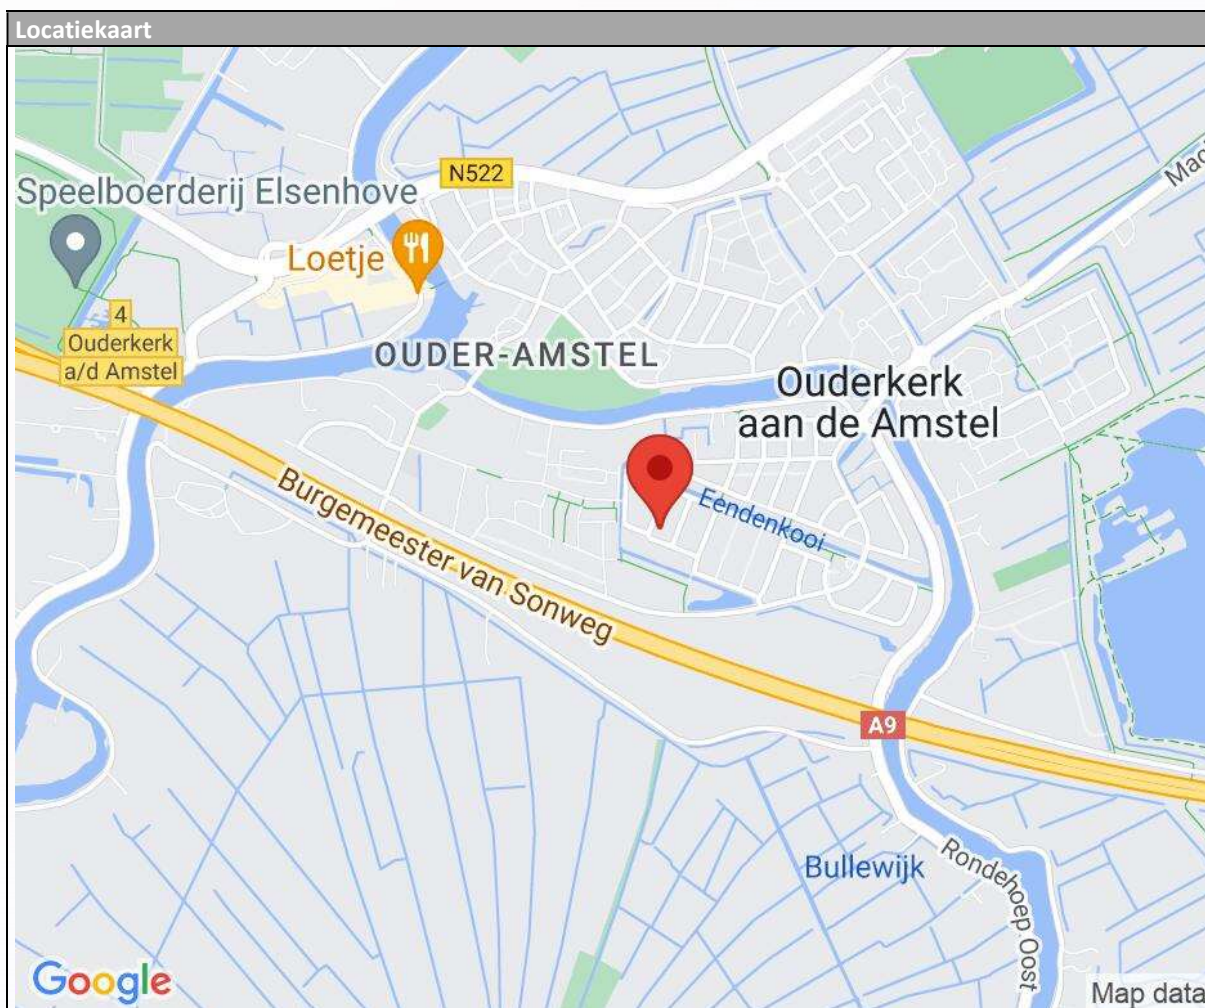 Locatiekaart
N522
Speelboerderij Elsenhove
Loetje
4
Ouderkerk
a/d Amstel
OUDER-AMSTEL
Ouderkerk
aan de Amstel
Eendenkooi
Burgemeester van Sonweg
A9
Bullewijk
Rondehoep Oost
Google
Map data